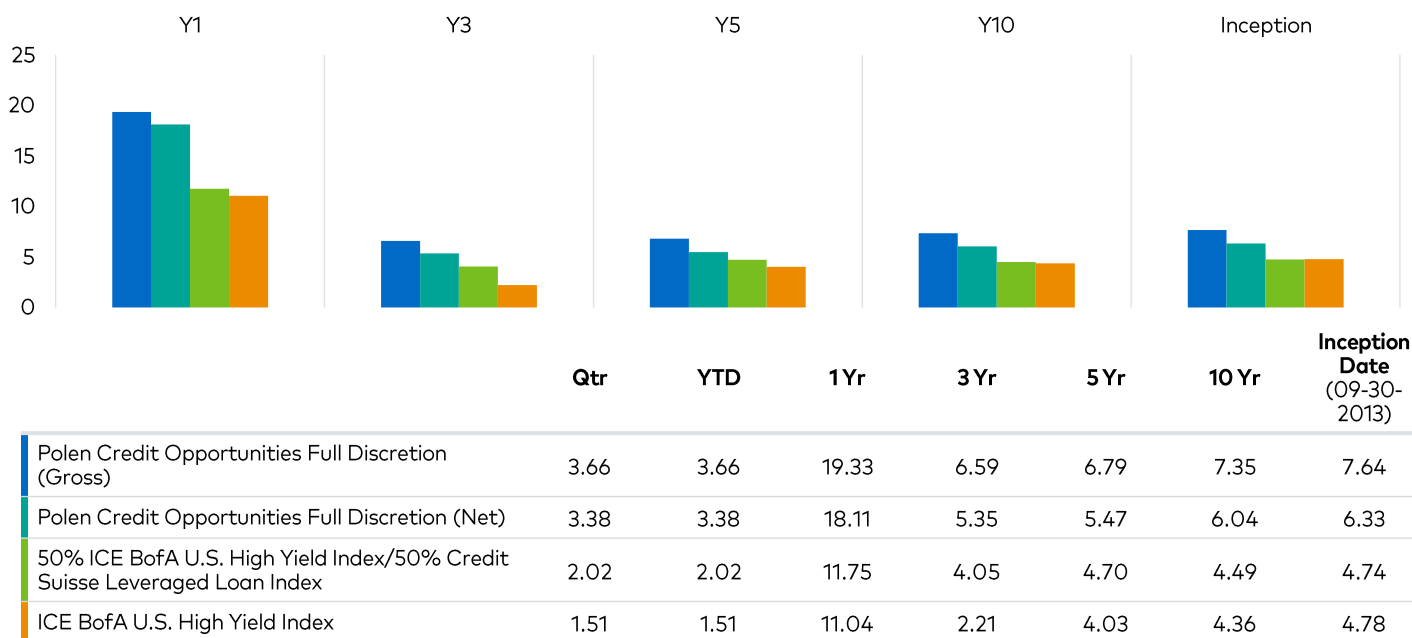 Y1 Y3 Y5 Y10 Inception
25
20
15
10
5
0
Qtr YTD 1 Yr 3 Yr 5 Yr 10 Yr Inception
Date
(09-30-
2013)
Polen Credit Opportunities Full Discretion
(Gross) 3.66 3.66 19.33 6.59 6.79 7.35 7.64
Polen Credit Opportunities Full Discretion (Net) 3.38 3.38 18.11 5.35 5.47 6.04 6.33
50% ICE BofA U.S. High Yield Index/50% Credit
Suisse Leveraged Loan Index 2.02 2.02 11.75 4.05 4.70 4.49 4.74
ICE BofA U.S. High Yield Index 1.51 1.51 11.04 2.21 4.03 4.36 4.78